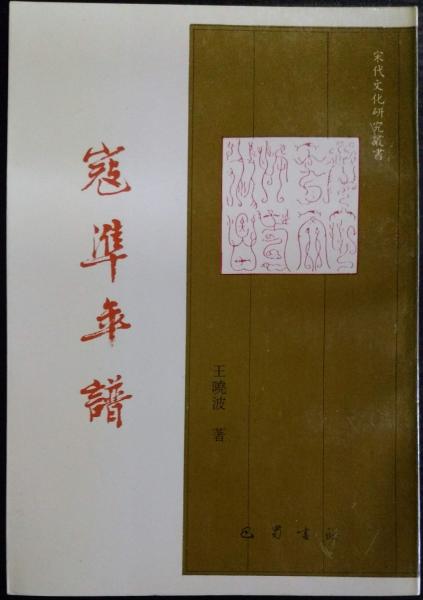 宋代文化研究叢書
寇準年譜
王曉波 著
巴蜀書社